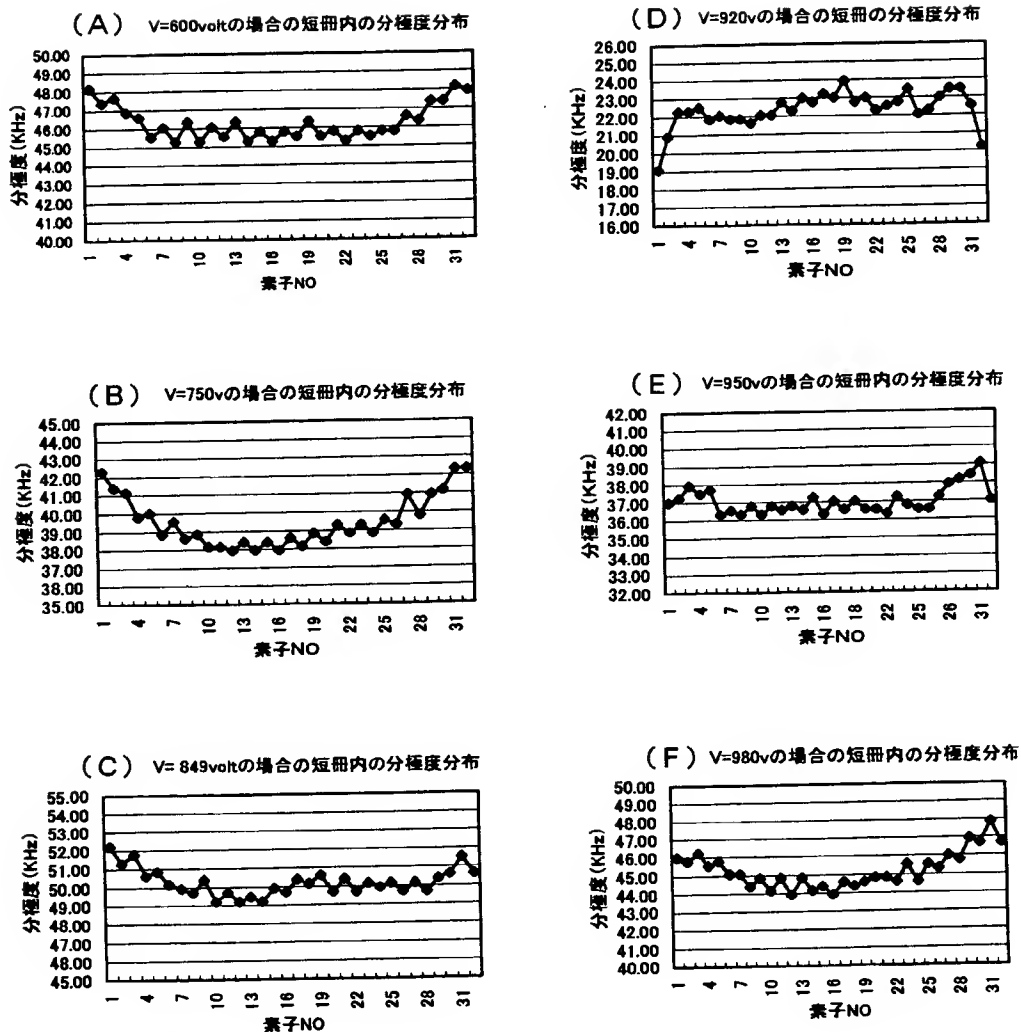 (A) V=600voltの場合の短冊内の分極度分布
50.00
49.00
48.00
47.00
46.00
45.00
44.00
43.00
42.00
41.00
40.00
分極度(KHz)
1 4 7 10 13 16 19 22 25 28 31
素子NO
(B) V=750vの場合の短冊内の分極度分布
45.00
44.00
43.00
42.00
41.00
40.00
39.00
38.00
37.00
36.00
35.00
分極度(KHz)
1 4 7 10 13 16 19 22 25 28 31
素子NO
(C) V= 849voltの場合の短冊内の分極度分布
55.00
54.00
53.00
52.00
51.00
50.00
49.00
48.00
47.00
46.00
45.00
分極度(KHz)
1 4 7 10 13 16 19 22 25 28 31
素子NO
(D) V=920vの場合の短冊の分極度分布
26.00
25.00
24.00
23.00
22.00
21.00
20.00
19.00
18.00
17.00
16.00
分極度(KHz)
1 4 7 10 13 16 19 22 25 28 31
素子NO
(E) V=950vの場合の短冊内の分極度分布
42.00
41.00
40.00
39.00
38.00
37.00
36.00
35.00
34.00
33.00
32.00
分極度(KHz)
1 4 7 10 13 16 19 22 25 28 31
素子NO
(F) V=980vの場合の短冊内の分極度分布
50.00
49.00
48.00
47.00
46.00
45.00
44.00
43.00
42.00
41.00
40.00
分極度(KHz)
1 4 7 10 13 16 19 22 25 28 31
素子NO